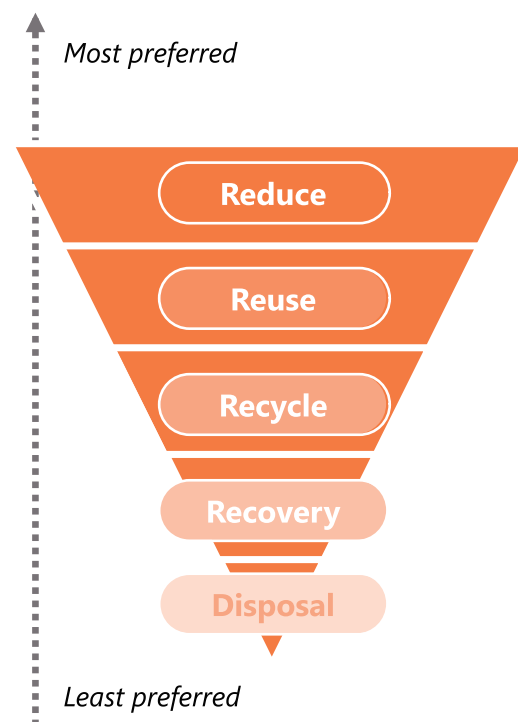 Most preferred
Reduce
Reuse
Recycle
Recovery
Disposal
Least preferred